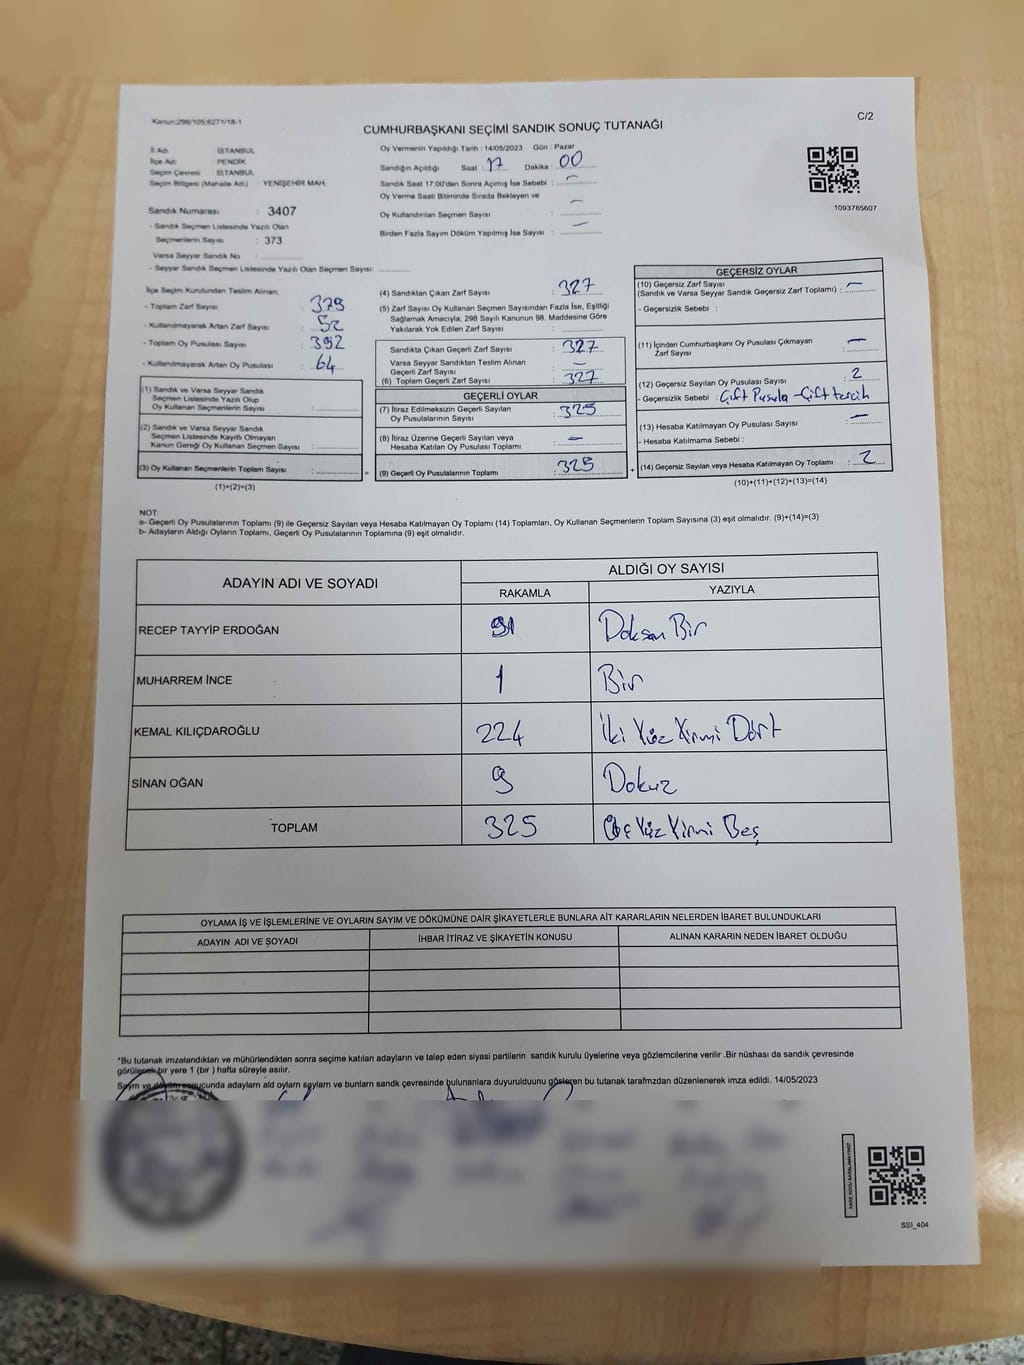 Kanun:298/105;6271/18-1
C/2
CUMHURBAŞKANI SEÇİMİ SANDIK SONUÇ TUTANAĞI
İl Adı : İSTANBUL
İlçe Adı : PENDİK
Seçim Çevresi : İSTANBUL
Seçim Bölgesi (Mahalle Adı) : YENİŞEHİR MAH.
Sandık Numarası : 3407
- Sandık Seçmen Listesinde Yazılı Olan
Seçmenlerin Sayısı : 373
Varsa Seyyar Sandık No :
- Seyyar Sandık Seçmen Listesinde Yazılı Olan Seçmen Sayısı:
Oy Vermenin Yapıldığı Tarih : 14/05/2023 Gün : Pazar
Sandığın Açıldığı Saat : 17 Dakika : 00
Sandık Saat 17:00'den Sonra Açılmış İse Sebebi : —
Oy Verme Saati Bitiminde Sırada Bekleyen ve
Oy Kullandırılan Seçmen Sayısı : —
Birden Fazla Sayım Döküm Yapılmış İse Sayısı : —
1093785607
İlçe Seçim Kurulundan Teslim Alınan;
- Toplam Zarf Sayısı : 379
- Kullanılmayarak Artan Zarf Sayısı : 52
- Toplam Oy Pusulası Sayısı : 392
- Kullanılmayarak Artan Oy Pusulası : 64
(1) Sandık ve Varsa Seyyar Sandık
Seçmen Listesinde Yazılı Olup
Oy Kullanan Seçmenlerin Sayısı :
(2) Sandık ve Varsa Seyyar Sandık
Seçmen Listesinde Kayıtlı Olmayan
Kanun Gereği Oy Kullanan Seçmen Sayısı :
(3) Oy Kullanan Seçmenlerin Toplam Sayısı :
(1)+(2)=(3)
(4) Sandıktan Çıkan Zarf Sayısı : 327
(5) Zarf Sayısı Oy Kullanan Seçmen Sayısından Fazla İse, Eşitliği
Sağlamak Amacıyla; 298 Sayılı Kanunun 98. Maddesine Göre
Yakılarak Yok Edilen Zarf Sayısı :
Sandıkta Çıkan Geçerli Zarf Sayısı : 327
Varsa Seyyar Sandıktan Teslim Alınan
Geçerli Zarf Sayısı : —
(6) Toplam Geçerli Zarf Sayısı : 327
GEÇERLİ OYLAR
(7) İtiraz Edilmeksizin Geçerli Sayılan
Oy Pusulalarının Sayısı : 325
(8) İtiraz Üzerine Geçerli Sayılan veya
Hesaba Katılan Oy Pusulası Toplamı : —
= (9) Geçerli Oy Pusulalarının Toplamı : 325
GEÇERSİZ OYLAR
(10) Geçersiz Zarf Sayısı
(Sandık ve Varsa Seyyar Sandık Geçersiz Zarf Toplamı) : —
- Geçersizlik Sebebi :
(11) İçinden Cumhurbaşkanı Oy Pusulası Çıkmayan
Zarf Sayısı : —
(12) Geçersiz Sayılan Oy Pusulası Sayısı : 2
- Geçersizlik Sebebi : Çift Pusula - Çift tercih
(13) Hesaba Katılmayan Oy Pusulası Sayısı : —
- Hesaba Katılmama Sebebi :
+ (14) Geçersiz Sayılan veya Hesaba Katılmayan Oy Toplamı : 2
(10)+(11)+(12)+(13)=(14)
NOT:
a- Geçerli Oy Pusulalarının Toplamı (9) ile Geçersiz Sayılan veya Hesaba Katılmayan Oy Toplamı (14) Toplamları, Oy Kullanan Seçmenlerin Toplam Sayısına (3) eşit olmalıdır. (9)+(14)=(3)
b- Adayların Aldığı Oyların Toplamı, Geçerli Oy Pusulalarının Toplamına (9) eşit olmalıdır.
ADAYIN ADI VE SOYADI ALDIĞI OY SAYISI
RAKAMLA YAZIYLA
RECEP TAYYİP ERDOĞAN 91 Doksan Bir
MUHARREM İNCE 1 Bir
KEMAL KILIÇDAROĞLU 224 İki Yüz Yirmi Dört
SİNAN OĞAN 9 Dokuz
TOPLAM 325 Üç Yüz Yirmi Beş
OYLAMA İŞ VE İŞLEMLERİNE VE OYLARIN SAYIM VE DÖKÜMÜNE DAİR ŞİKAYETLERLE BUNLARA AİT KARARLARIN NELERDEN İBARET BULUNDUKLARI
ADAYIN ADI VE SOYADI İHBAR İTİRAZ VE ŞİKAYETİN KONUSU ALINAN KARARIN NEDEN İBARET OLDUĞU
*Bu tutanak imzalandıktan ve mühürlendikten sonra seçime katılan adayların ve talep eden siyasi partilerin sandık kurulu üyelerine veya gözlemcilerine verilir .Bir nüshası da sandık çevresinde
görülecek bir yere 1 (bir ) hafta süreyle asılır.
Sayım ve döküm sonucunda adayların aldı oyların sayların ve bunların sandk çevresinde bulunanlara duyurulduunu gösteren bu tutanak tarafımzdan düzenlenerek imza edildi. 14/05/2023
SSI_404